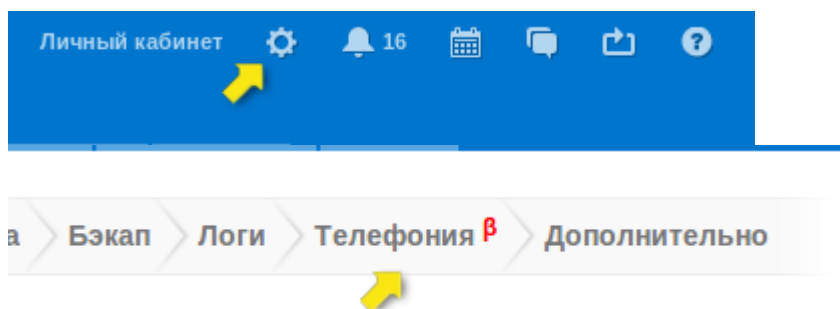 Личный кабинет 16
а Бэкап Логи Телефония β Дополнительно